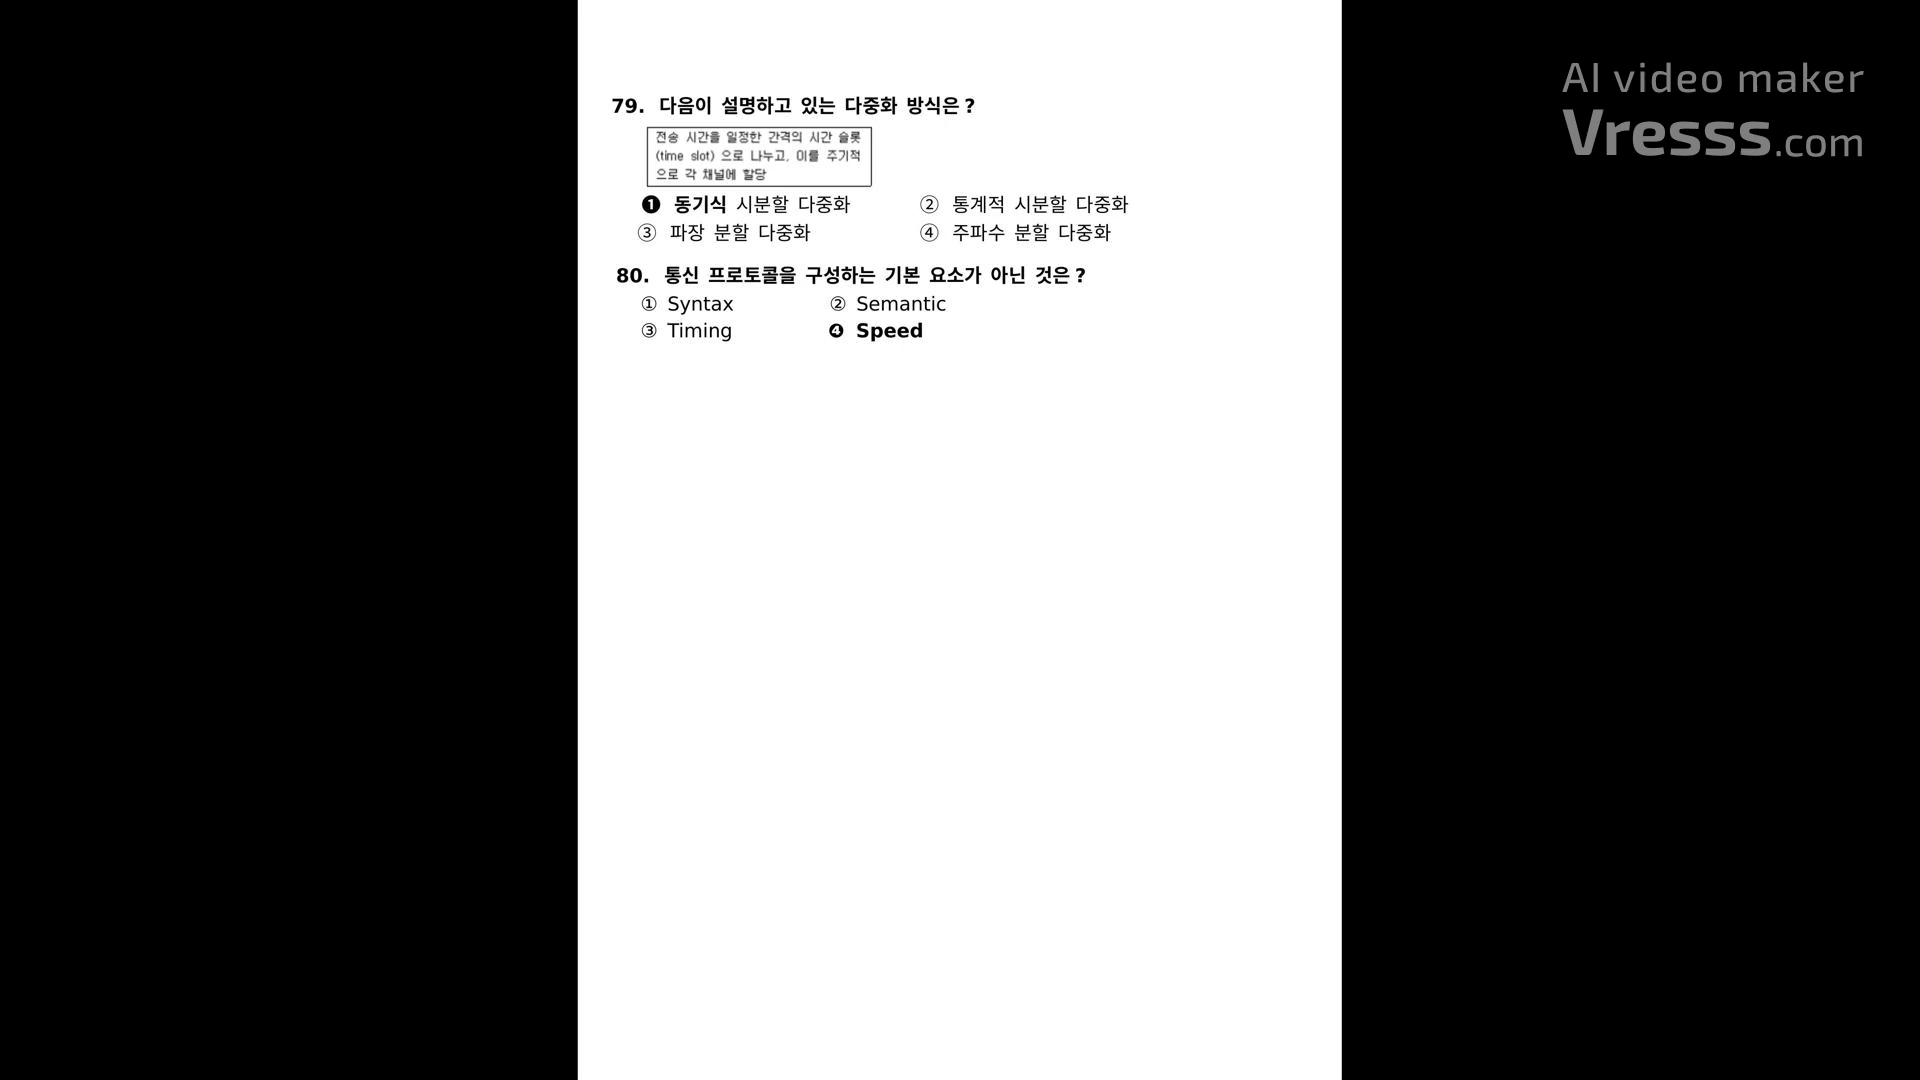 AI video maker
Vresss.com
79. 다음이 설명하고 있는 다중화 방식은?
전송 시간을 일정한 간격의 시간 슬롯
(time slot) 으로 나누고, 이를 주기적
으로 각 채널에 할당
❶ 동기식 시분할 다중화 ② 통계적 시분할 다중화
③ 파장 분할 다중화 ④ 주파수 분할 다중화
80. 통신 프로토콜을 구성하는 기본 요소가 아닌 것은?
① Syntax ② Semantic
③ Timing ❹ Speed